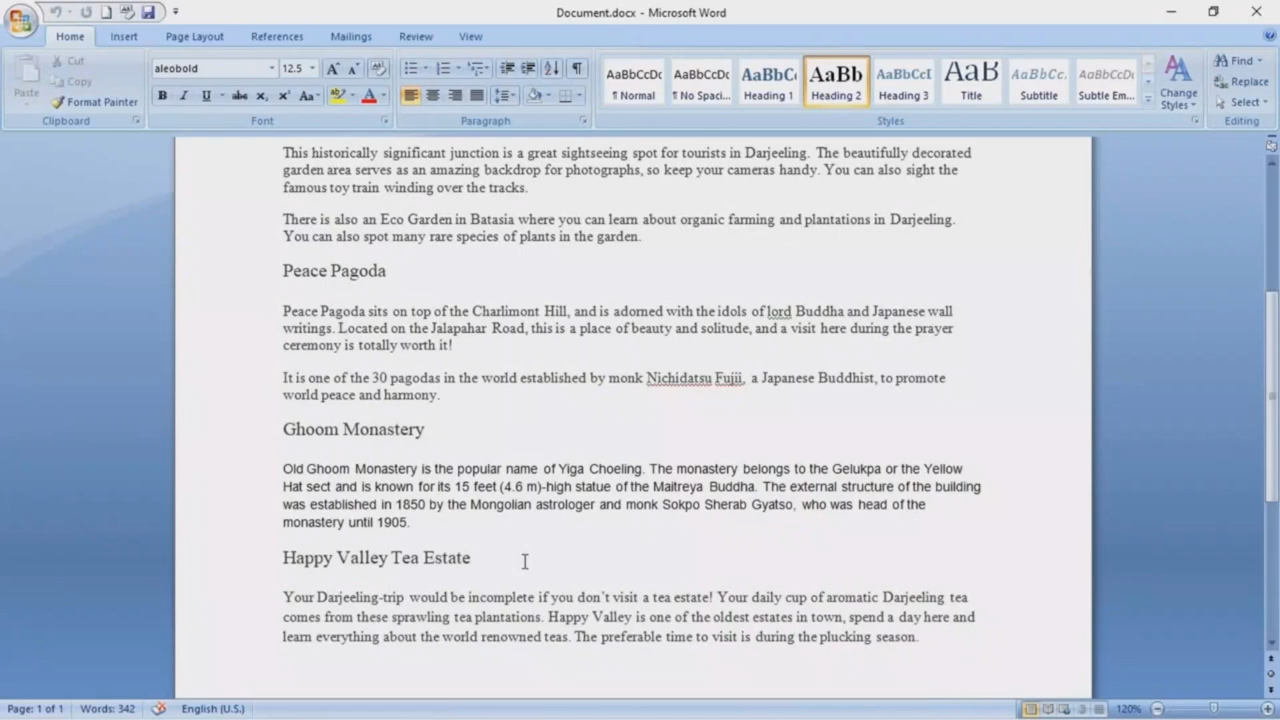 Document.docx - Microsoft Word
Home Insert Page Layout References Mailings Review View
Paste
Cut
Copy
Format Painter
Clipboard
aleobold 12.5
Font
Paragraph
AaBbCcDc AaBbCcDc AaBbC AaBb AaBbCcI AaB AaBbCc. AaBbCcDc
¶ Normal ¶ No Spaci... Heading 1 Heading 2 Heading 3 Title Subtitle Subtle Em...
Change
Styles
Styles
Find
Replace
Select
Editing
This historically significant junction is a great sightseeing spot for tourists in Darjeeling. The beautifully decorated
garden area serves as an amazing backdrop for photographs, so keep your cameras handy. You can also sight the
famous toy train winding over the tracks.
There is also an Eco Garden in Batasia where you can learn about organic farming and plantations in Darjeeling.
You can also spot many rare species of plants in the garden.
Peace Pagoda
Peace Pagoda sits on top of the Charlimont Hill, and is adorned with the idols of lord Buddha and Japanese wall
writings. Located on the Jalapahar Road, this is a place of beauty and solitude, and a visit here during the prayer
ceremony is totally worth it!
It is one of the 30 pagodas in the world established by monk Nichidatsu Fujii, a Japanese Buddhist, to promote
world peace and harmony.
Ghoom Monastery
Old Ghoom Monastery is the popular name of Yiga Choeling. The monastery belongs to the Gelukpa or the Yellow
Hat sect and is known for its 15 feet (4.6 m)-high statue of the Maitreya Buddha. The external structure of the building
was established in 1850 by the Mongolian astrologer and monk Sokpo Sherab Gyatso, who was head of the
monastery until 1905.
Happy Valley Tea Estate
Your Darjeeling-trip would be incomplete if you don't visit a tea estate! Your daily cup of aromatic Darjeeling tea
comes from these sprawling tea plantations. Happy Valley is one of the oldest estates in town, spend a day here and
learn everything about the world renowned teas. The preferable time to visit is during the plucking season.
Page: 1 of 1 Words: 342 English (U.S.) 120%